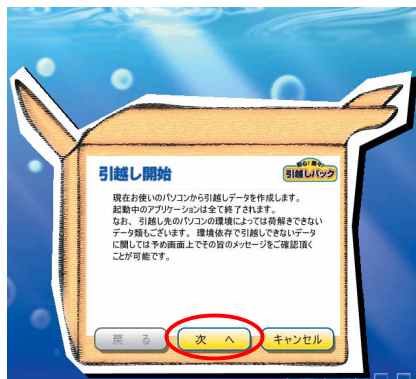 引越し開始
安心!楽々!
引越しパック
現在お使いのパソコンから引越しデータを作成します。
起動中のアプリケーションは全て終了されます。
なお、引越し先のパソコンの環境によっては荷解きできない
データ類もございます。環境依存で引越しできないデータ
に関しては予め画面上でその旨のメッセージをご確認頂く
ことが可能です。
戻 る
次 へ
キャンセル